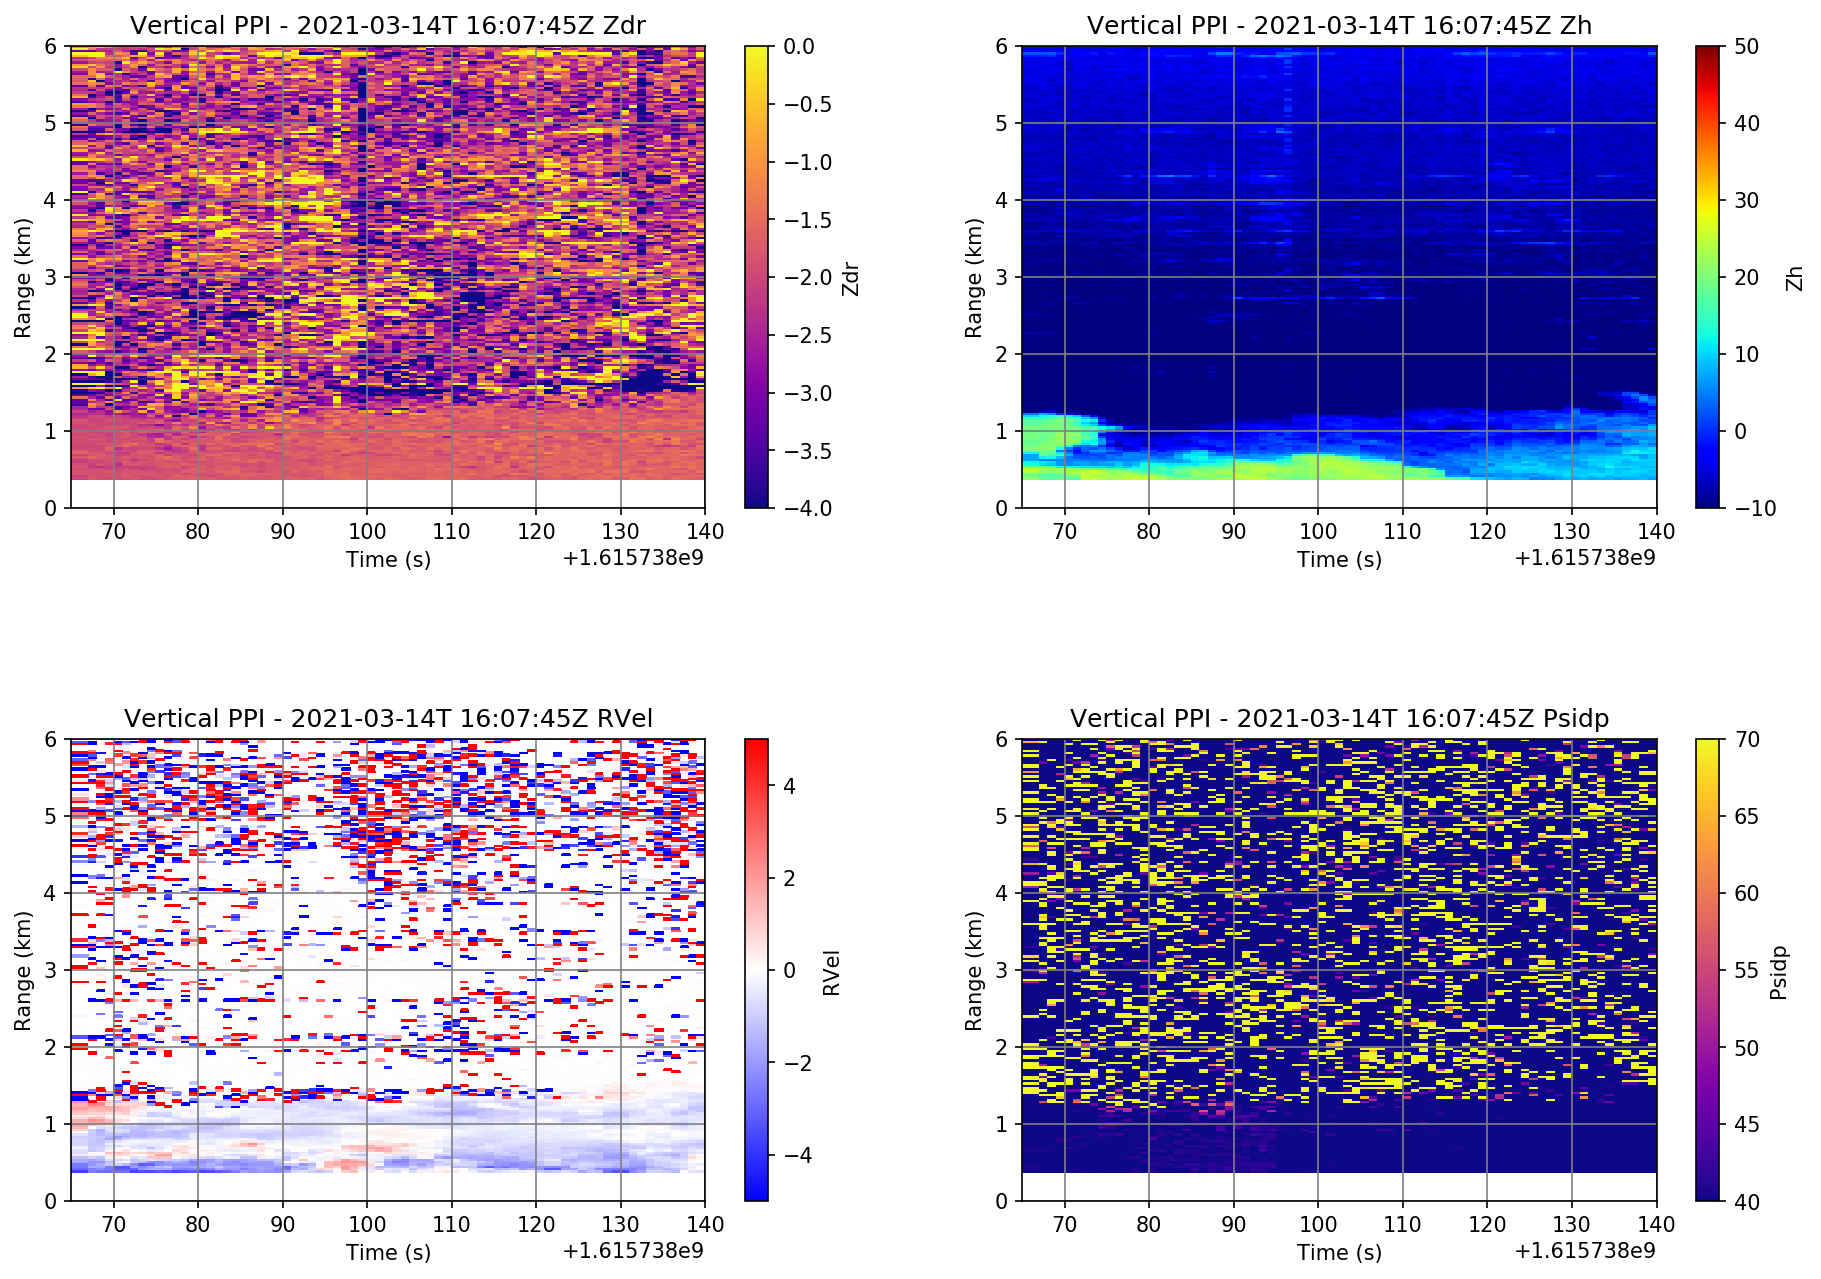 Vertical PPI - 2021-03-14T 16:07:45Z Zdr
6
5
4
3
2
1
0
Range (km)
70 80 90 100 110 120 130 140
Time (s)
+1.615738e9
0.0
−0.5
−1.0
−1.5
−2.0
−2.5
−3.0
−3.5
−4.0
Zdr
Vertical PPI - 2021-03-14T 16:07:45Z Zh
6
5
4
3
2
1
0
Range (km)
70 80 90 100 110 120 130 140
Time (s)
+1.615738e9
50
40
30
20
10
0
−10
Zh
Vertical PPI - 2021-03-14T 16:07:45Z RVel
6
5
4
3
2
1
0
Range (km)
70 80 90 100 110 120 130 140
Time (s)
+1.615738e9
4
2
0
−2
−4
RVel
Vertical PPI - 2021-03-14T 16:07:45Z Psidp
6
5
4
3
2
1
0
Range (km)
70 80 90 100 110 120 130 140
Time (s)
+1.615738e9
70
65
60
55
50
45
40
Psidp